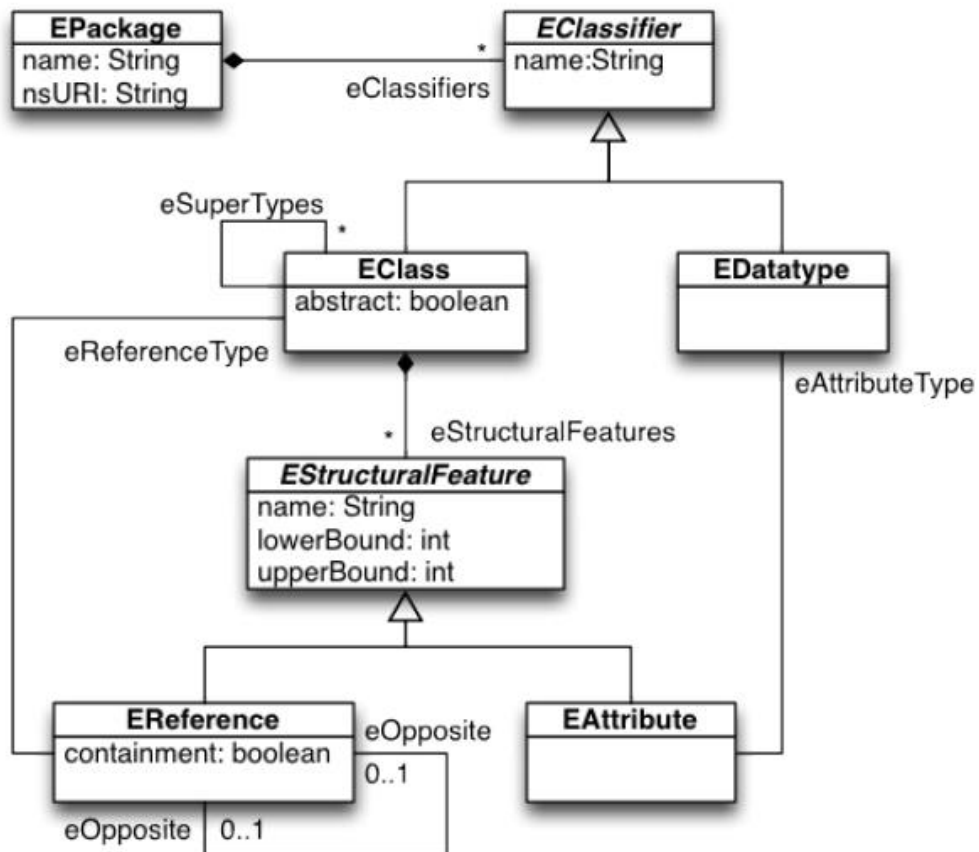 EPackage
name: String
nsURI: String
*
eClassifiers
EClassifier
name:String
eSuperTypes
*
EClass
abstract: boolean
EDatatype
eReferenceType
eAttributeType
*
eStructuralFeatures
EStructuralFeature
name: String
lowerBound: int
upperBound: int
EReference
containment: boolean
eOpposite
0..1
EAttribute
eOpposite
0..1